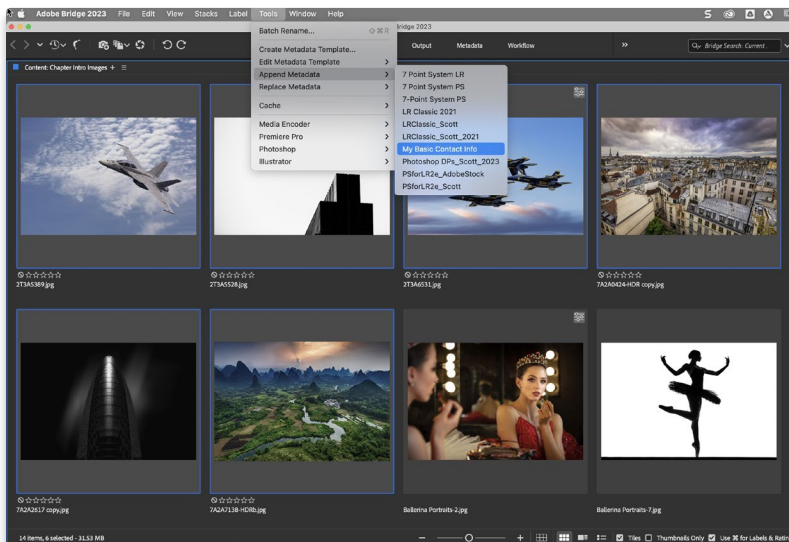 Adobe Bridge 2023 File Edit View Stacks Label Tools Window Help
Bridge 2023
Output Metadata Workflow
Bridge Search: Current
Content: Chapter Intro Images
Batch Rename... ⇧⌘R
Create Metadata Template...
Edit Metadata Template
Append Metadata
Replace Metadata
Cache
Media Encoder
Premiere Pro
Photoshop
Illustrator
7 Point System LR
7 Point System PS
7-Point System PS
LR Classic 2021
LRClassic_Scott
LRClassic_Scott_2021
My Basic Contact Info
Photoshop DPs_Scott_2023
PSforLR2e_AdobeStock
PSforLR2e_Scott
2T3A5389.jpg
2T3A5528.jpg
2T3A6531.jpg
7A2A0424-HDR copy.jpg
7A2A2617 copy.jpg
7A2A7138-HDRb.jpg
Ballerina Portraits-2.jpg
Ballerina Portraits-7.jpg
14 items, 6 selected - 31.53 MB
Tiles Thumbnails Only Use ⌘ for Labels & Ratin